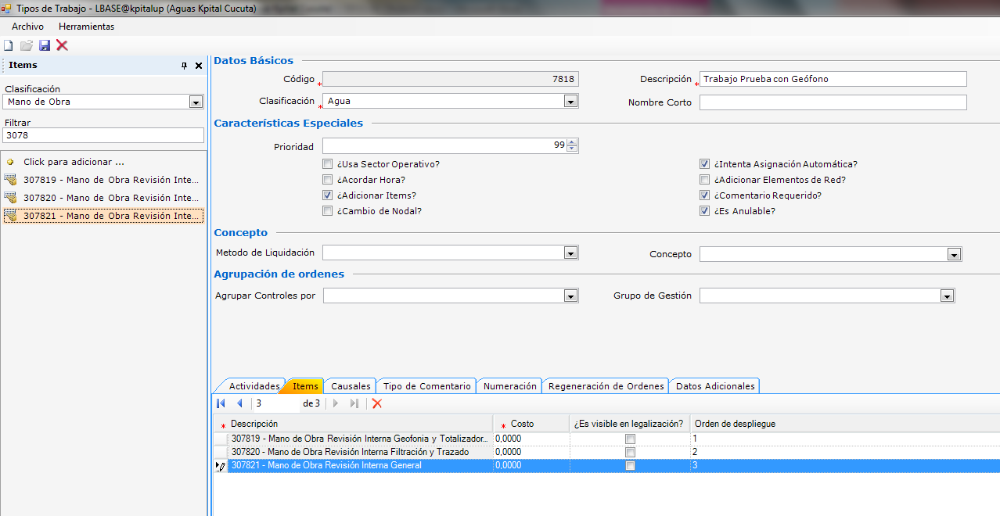 Tipos de Trabajo - LBASE@kpitalup (Aguas Kpital Cucuta)
Archivo Herramientas
Items
Clasificación
Mano de Obra
Filtrar
3078
Click para adicionar ...
307819 - Mano de Obra Revisión Inte...
307820 - Mano de Obra Revisión Inte...
307821 - Mano de Obra Revisión Inte...
Datos Básicos
Código * 7818 Descripción * Trabajo Prueba con Geófono
Clasificación * Agua Nombre Corto
Características Especiales
Prioridad 99
¿Usa Sector Operativo? ¿Intenta Asignación Automática?
¿Acordar Hora? ¿Adicionar Elementos de Red?
¿Adicionar Items? ¿Comentario Requerido?
¿Cambio de Nodal? ¿Es Anulable?
Concepto
Metodo de Liquidación Concepto
Agrupación de ordenes
Agrupar Controles por Grupo de Gestión
Actividades Items Causales Tipo de Comentario Numeración Regeneración de Ordenes Datos Adicionales
3 de 3
* Descripción * Costo ¿Es visible en legalización? Orden de despliegue
307819 - Mano de Obra Revisión Interna Geofonia y Totalizador... 0,0000 1
307820 - Mano de Obra Revisión Interna Filtración y Trazado 0,0000 2
307821 - Mano de Obra Revisión Interna General 0,0000 3